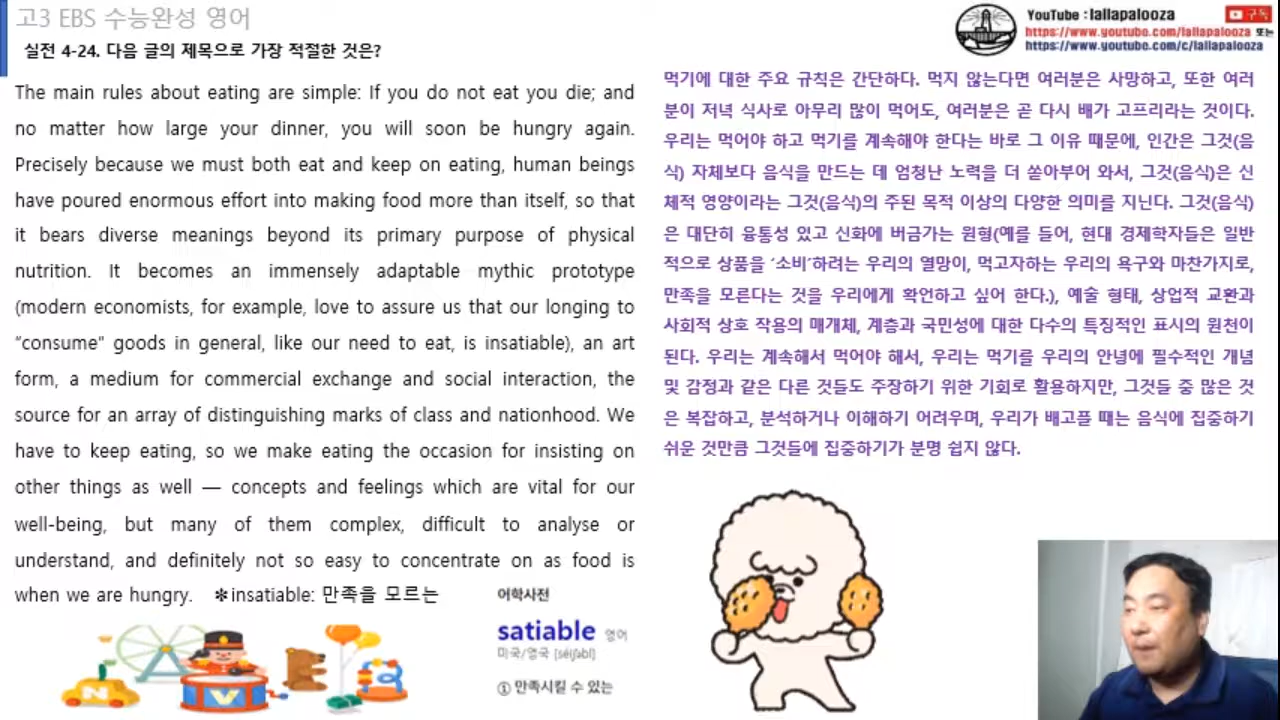 고3 EBS 수능완성 영어
실전 4-24. 다음 글의 제목으로 가장 적절한 것은?
The main rules about eating are simple: If you do not eat you die; and
no matter how large your dinner, you will soon be hungry again.
Precisely because we must both eat and keep on eating, human beings
have poured enormous effort into making food more than itself, so that
it bears diverse meanings beyond its primary purpose of physical
nutrition. It becomes an immensely adaptable mythic prototype
(modern economists, for example, love to assure us that our longing to
“consume” goods in general, like our need to eat, is insatiable), an art
form, a medium for commercial exchange and social interaction, the
source for an array of distinguishing marks of class and nationhood. We
have to keep eating, so we make eating the occasion for insisting on
other things as well — concepts and feelings which are vital for our
well-being, but many of them complex, difficult to analyse or
understand, and definitely not so easy to concentrate on as food is
when we are hungry. ✻insatiable: 만족을 모르는
어학사전
satiable 영어
미국/영국 [séiʃəbl]
① 만족시킬 수 있는
N
V
E
R
YouTube : lallapalooza
구독
https://www.youtube.com/lallapalooza 또는
https://www.youtube.com/c/lallapalooza
먹기에 대한 주요 규칙은 간단하다. 먹지 않는다면 여러분은 사망하고, 또한 여러
분이 저녁 식사로 아무리 많이 먹어도, 여러분은 곧 다시 배가 고프리라는 것이다.
우리는 먹어야 하고 먹기를 계속해야 한다는 바로 그 이유 때문에, 인간은 그것(음
식) 자체보다 음식을 만드는 데 엄청난 노력을 더 쏟아부어 와서, 그것(음식)은 신
체적 영양이라는 그것(음식)의 주된 목적 이상의 다양한 의미를 지닌다. 그것(음식)
은 대단히 융통성 있고 신화에 버금가는 원형(예를 들어, 현대 경제학자들은 일반
적으로 상품을 ‘소비’하려는 우리의 열망이, 먹고자하는 우리의 욕구와 마찬가지로,
만족을 모른다는 것을 우리에게 확언하고 싶어 한다.), 예술 형태, 상업적 교환과
사회적 상호 작용의 매개체, 계층과 국민성에 대한 다수의 특징적인 표시의 원천이
된다. 우리는 계속해서 먹어야 해서, 우리는 먹기를 우리의 안녕에 필수적인 개념
및 감정과 같은 다른 것들도 주장하기 위한 기회로 활용하지만, 그것들 중 많은 것
은 복잡하고, 분석하거나 이해하기 어려우며, 우리가 배고플 때는 음식에 집중하기
쉬운 것만큼 그것들에 집중하기가 분명 쉽지 않다.